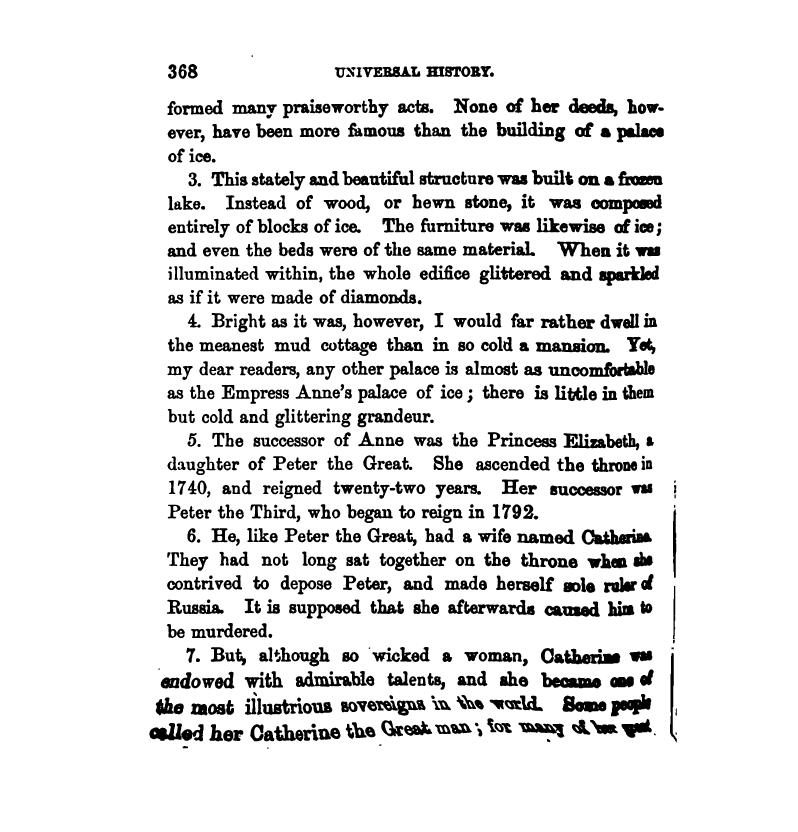 368 UNIVERSAL HISTORY.
formed many praiseworthy acts. None of her deeds, how-
ever, have been more famous than the building of a palace
of ice.
3. This stately and beautiful structure was built on a frozen
lake. Instead of wood, or hewn stone, it was composed
entirely of blocks of ice. The furniture was likewise of ice;
and even the beds were of the same material. When it was
illuminated within, the whole edifice glittered and sparkled
as if it were made of diamonds.
4. Bright as it was, however, I would far rather dwell in
the meanest mud cottage than in so cold a mansion. Yet,
my dear readers, any other palace is almost as uncomfortable
as the Empress Anne's palace of ice; there is little in them
but cold and glittering grandeur.
5. The successor of Anne was the Princess Elizabeth, a
daughter of Peter the Great. She ascended the throne in
1740, and reigned twenty-two years. Her successor was
Peter the Third, who began to reign in 1792.
6. He, like Peter the Great, had a wife named Catherine.
They had not long sat together on the throne when she
contrived to depose Peter, and made herself sole ruler of
Russia. It is supposed that she afterwards caused him to
be murdered.
7. But, although so wicked a woman, Catherine was
endowed with admirable talents, and she became one of
the most illustrious sovereigns in the world. Some people
called her Catherine the Great man; for many of her great